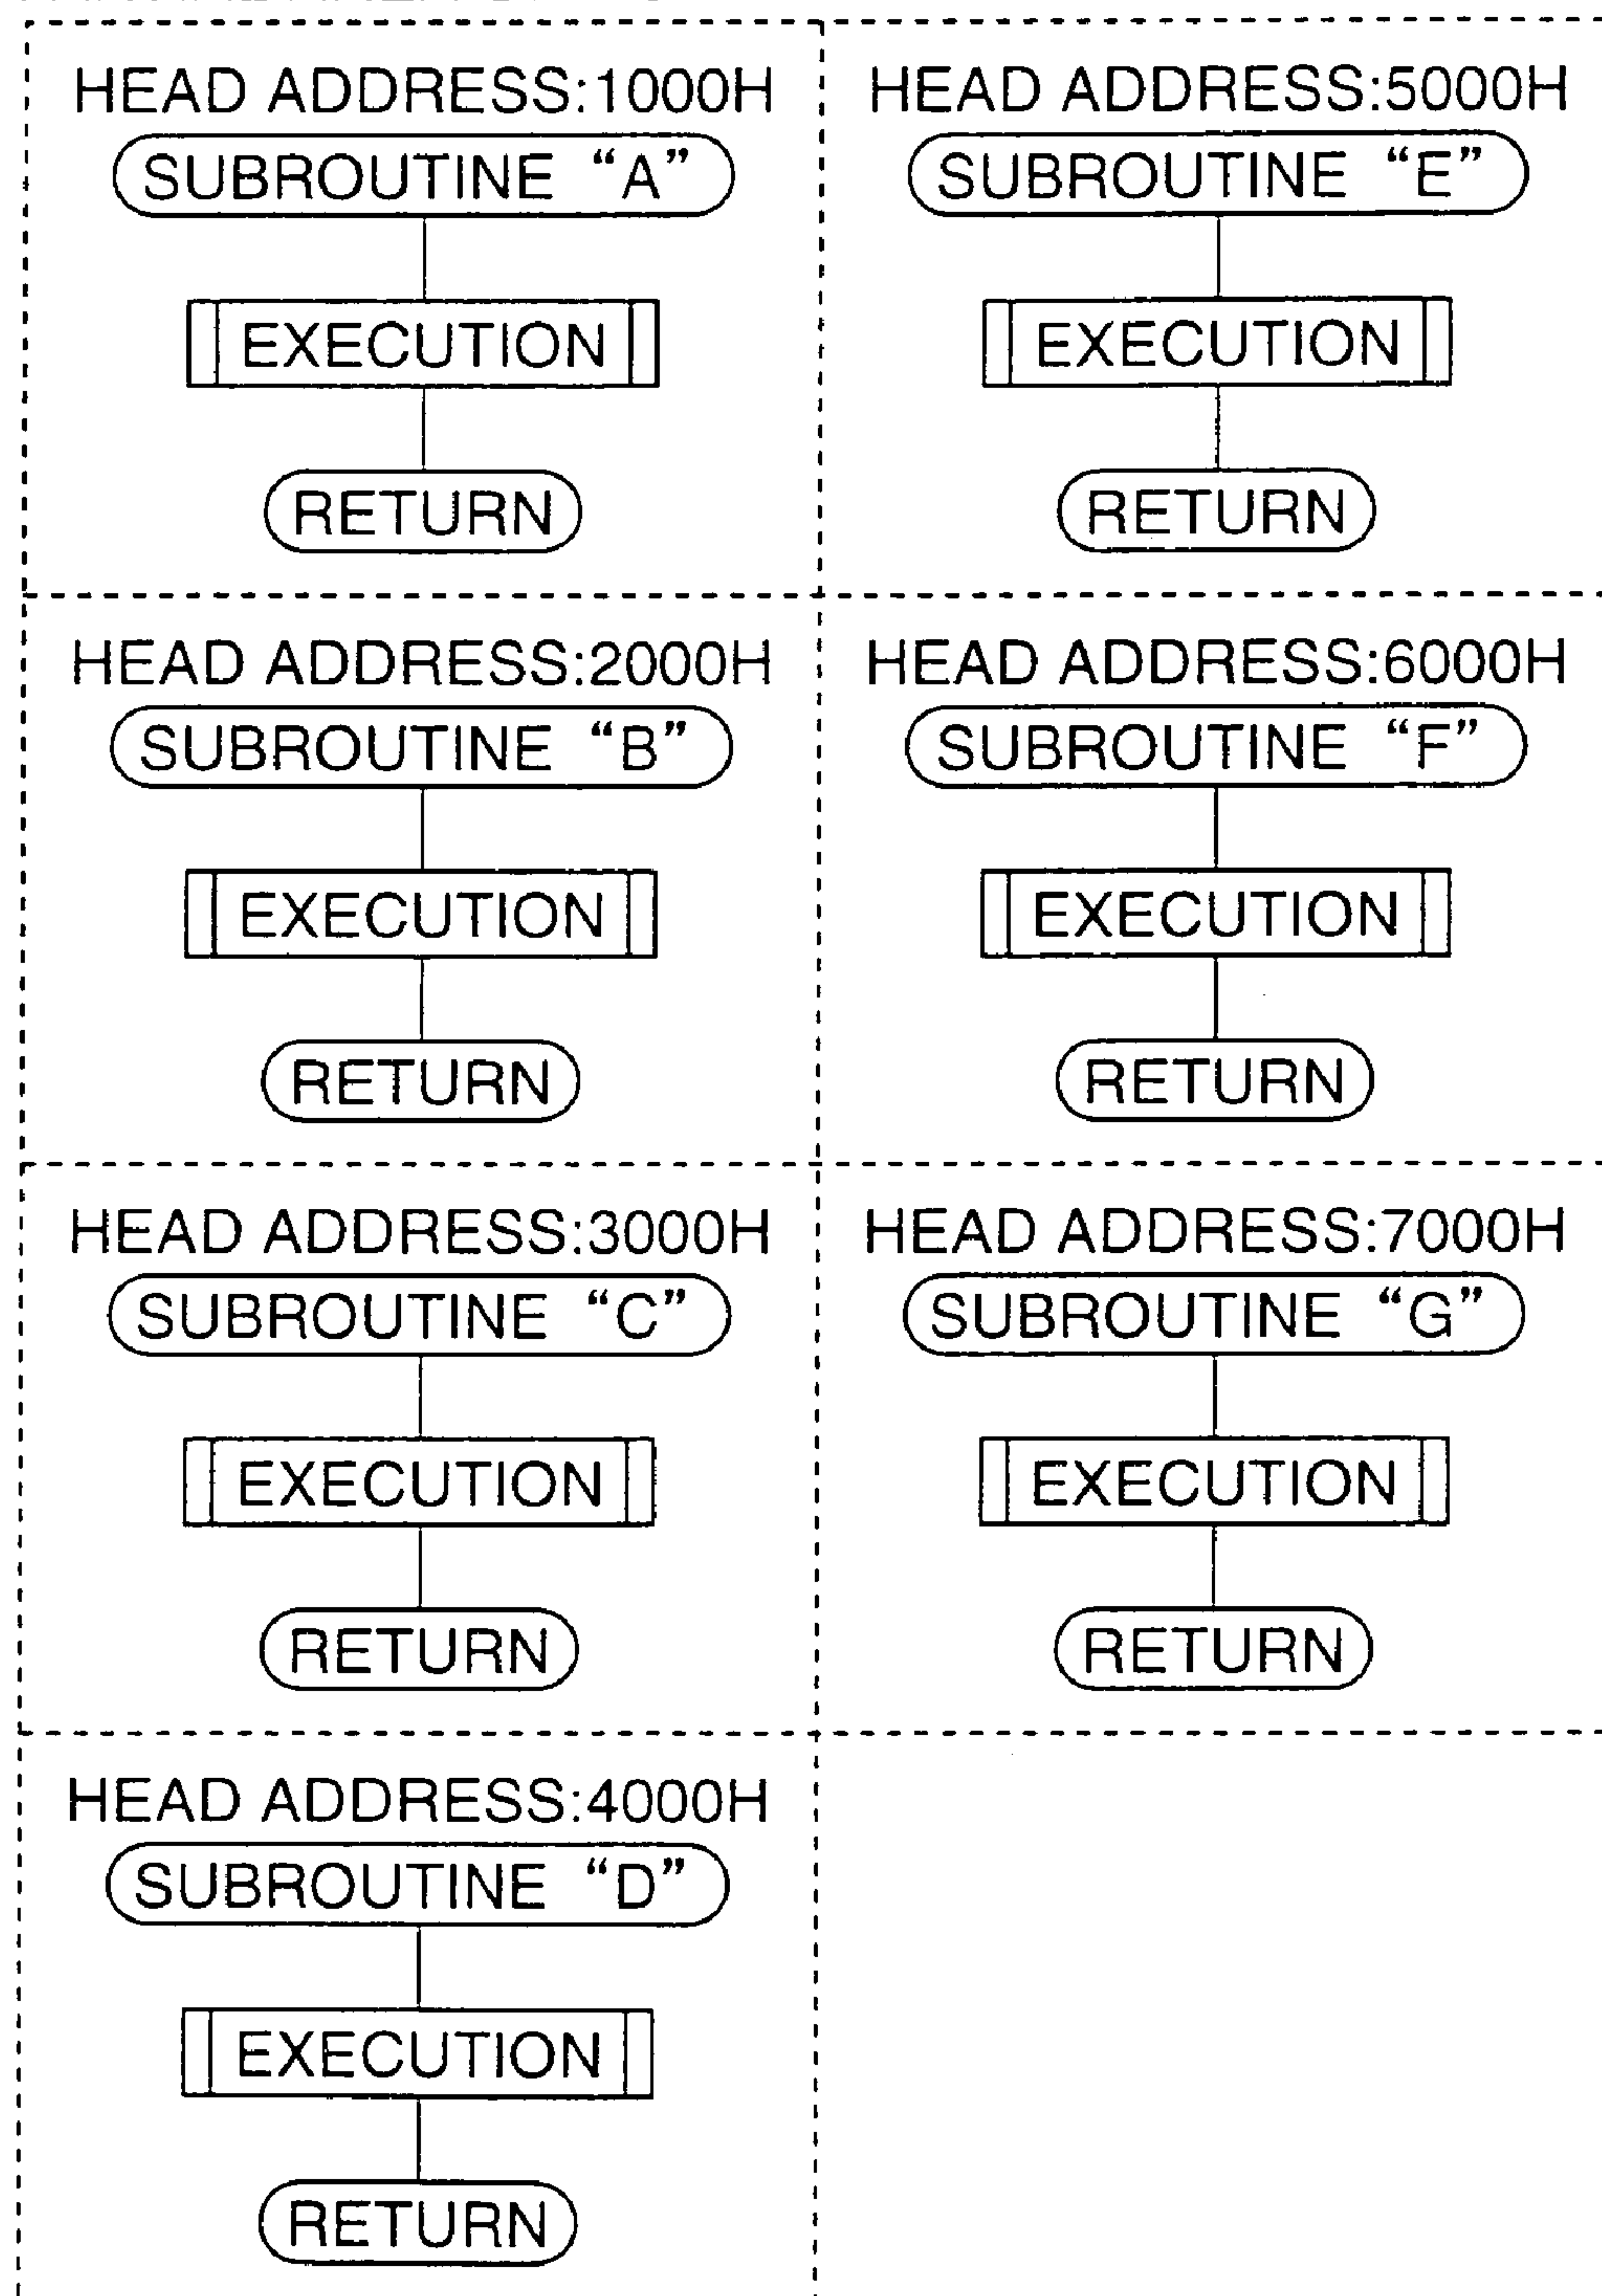 HEAD ADDRESS:1000H
SUBROUTINE “A”
EXECUTION
RETURN
HEAD ADDRESS:2000H
SUBROUTINE “B”
EXECUTION
RETURN
HEAD ADDRESS:3000H
SUBROUTINE “C”
EXECUTION
RETURN
HEAD ADDRESS:4000H
SUBROUTINE “D”
EXECUTION
RETURN
HEAD ADDRESS:5000H
SUBROUTINE “E”
EXECUTION
RETURN
HEAD ADDRESS:6000H
SUBROUTINE “F”
EXECUTION
RETURN
HEAD ADDRESS:7000H
SUBROUTINE “G”
EXECUTION
RETURN